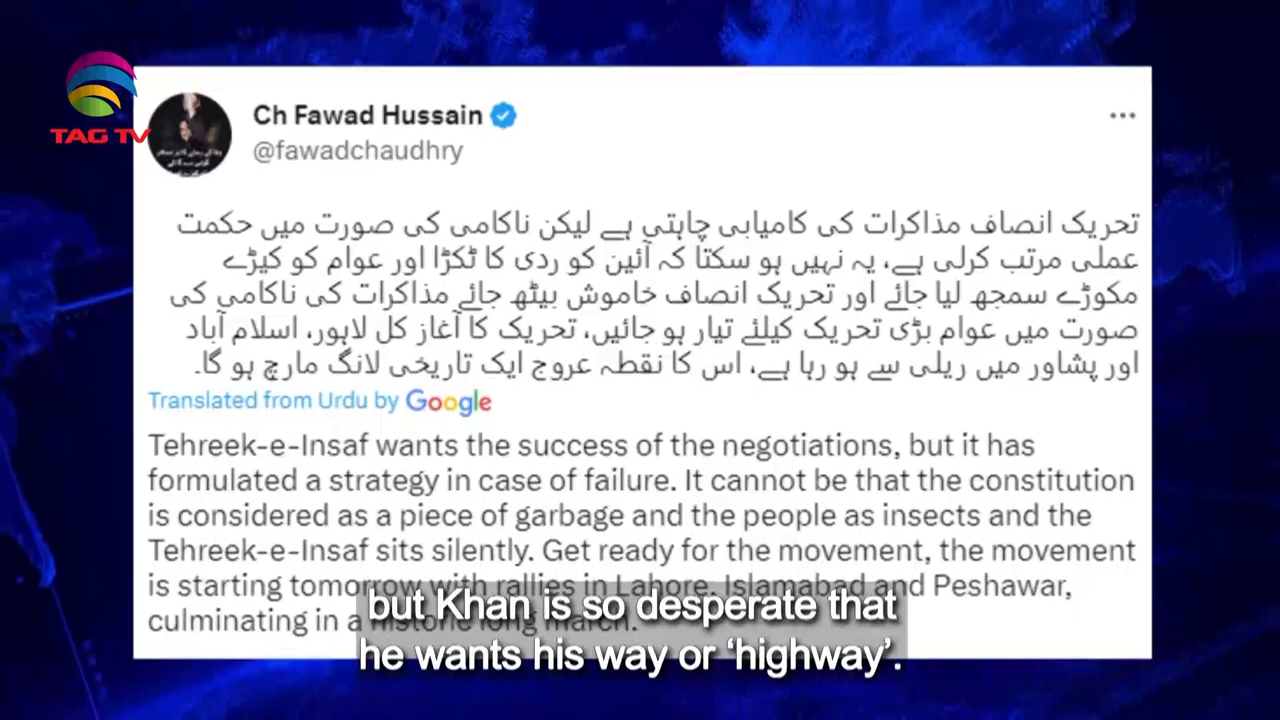 TAG TV
Ch Fawad Hussain
@fawadchaudhry
تحریک انصاف مذاکرات کی کامیابی چاہتی ہے لیکن ناکامی کی صورت میں حکمت
عملی مرتب کرلی ہے، یہ نہیں ہو سکتا کہ آئین کو ردی کا ٹکڑا اور عوام کو کیڑے
مکوڑے سمجھ لیا جائے اور تحریک انصاف خاموش بیٹھ جائے مذاکرات کی ناکامی کی
صورت میں عوام بڑی تحریک کیلئے تیار ہو جائیں، تحریک کا آغاز کل لاہور، اسلام آباد
اور پشاور میں ریلی سے ہو رہا ہے، اس کا نقطہ عروج ایک تاریخی لانگ مارچ ہو گا۔
Translated from Urdu by Google
Tehreek-e-Insaf wants the success of the negotiations, but it has
formulated a strategy in case of failure. It cannot be that the constitution
is considered as a piece of garbage and the people as insects and the
Tehreek-e-Insaf sits silently. Get ready for the movement, the movement
is starting tomorrow with rallies in Lahore, Islamabad and Peshawar,
culminating in a historic long march.
but Khan is so desperate that
he wants his way or ‘highway’.